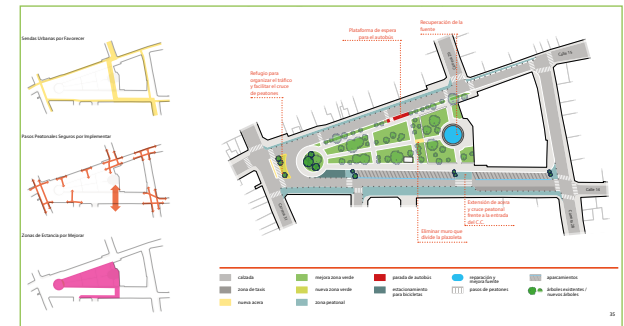 Sendas Urbanas por Favorecer
Pasos Peatonales Seguros por Implementar
Zonas de Estancia por Mejorar
Plataforma de espera
para el autobús
Recuperación de la
fuente
Refugio para
organizar el tráfico
y facilitar el cruce
de peatones
Extensión de acera
y cruce peatonal
frente a la entrada
del C.C.
Eliminar muro que
divide la plazoleta
calzada
zona de taxis
nueva acera
mejora zona verde
nueva zona verde
zona peatonal
parada de autobús
estacionamiento
para bicicletas
reparación y
mejora fuente
pasos de peatones
aparcamientos
árboles existentes /
nuevos árboles
35